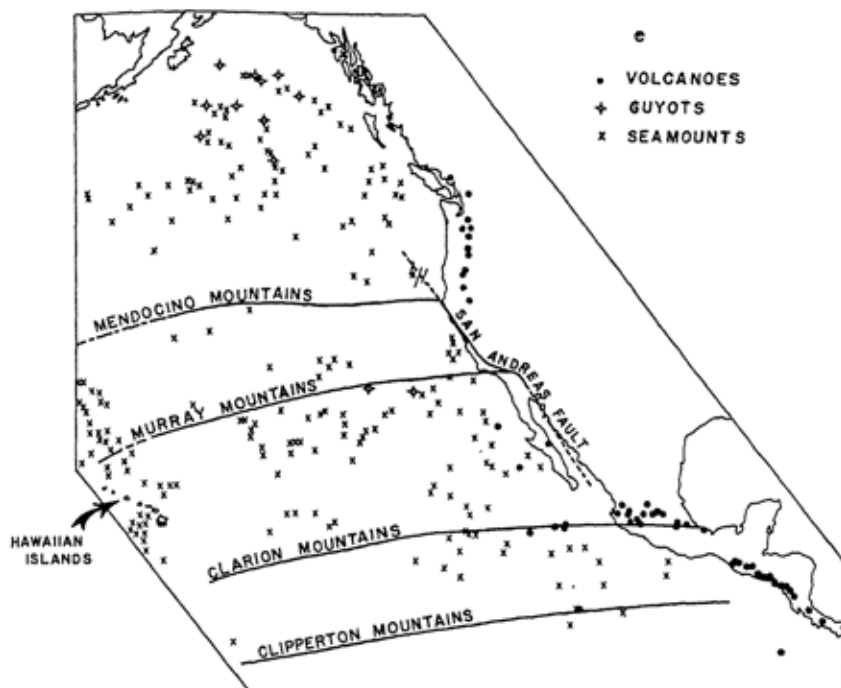 e
VOLCANOES
GUYOTS
SEAMOUNTS
MENDOCINO MOUNTAINS
SAN ANDREAS FAULT
MURRAY MOUNTAINS
HAWAIIAN
ISLANDS
CLARION MOUNTAINS
CLIPPERTON MOUNTAINS